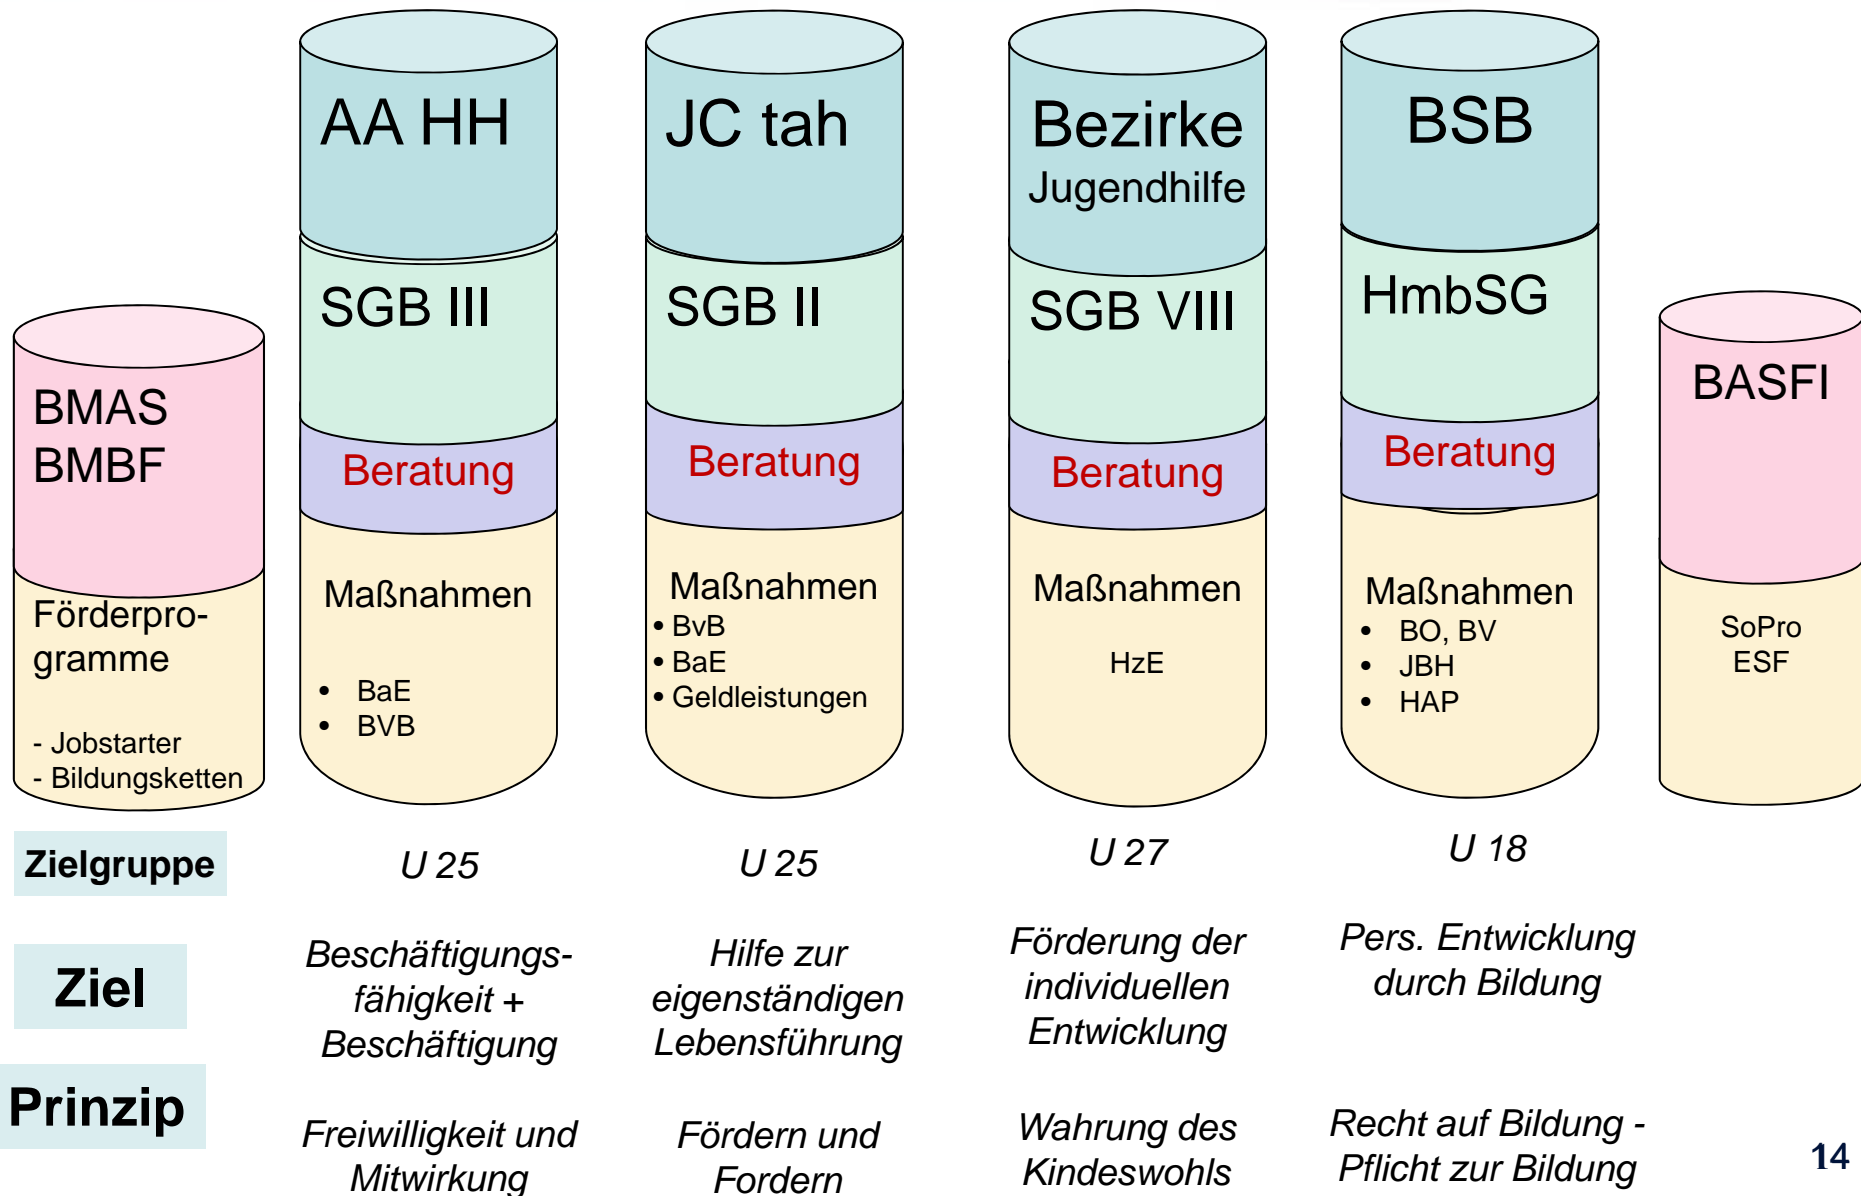 BMAS
BMBF
Förderpro-
gramme
- Jobstarter
- Bildungsketten
AA HH
SGB III
Beratung
Maßnahmen
• BaE
• BVB
JC tah
SGB II
Beratung
Maßnahmen
• BvB
• BaE
• Geldleistungen
Bezirke
Jugendhilfe
SGB VIII
Beratung
Maßnahmen
HzE
BSB
HmbSG
Beratung
Maßnahmen
• BO, BV
• JBH
• HAP
BASFI
SoPro
ESF
Zielgruppe
U 25
U 25
U 27
U 18
Ziel
Beschäftigungs-
fähigkeit +
Beschäftigung
Hilfe zur
eigenständigen
Lebensführung
Förderung der
individuellen
Entwicklung
Pers. Entwicklung
durch Bildung
Prinzip
Freiwilligkeit und
Mitwirkung
Fördern und
Fordern
Wahrung des
Kindeswohls
Recht auf Bildung -
Pflicht zur Bildung
14